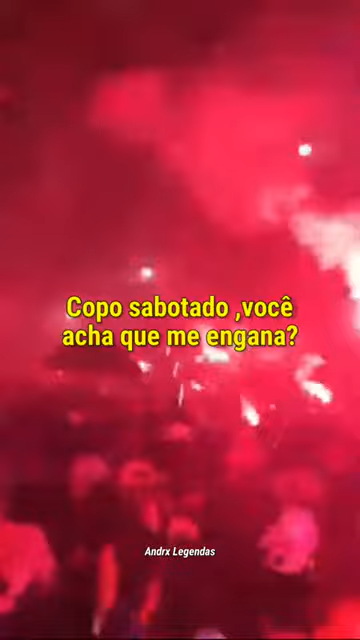 Copo sabotado ,você
acha que me engana?
Andrx Legendas